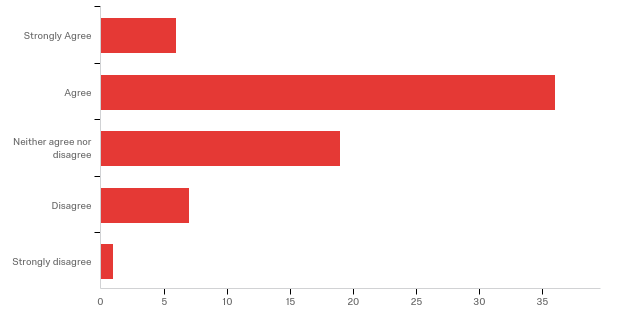 Strongly Agree
Agree
Neither agree nor
disagree
Disagree
Strongly disagree
0 5 10 15 20 25 30 35